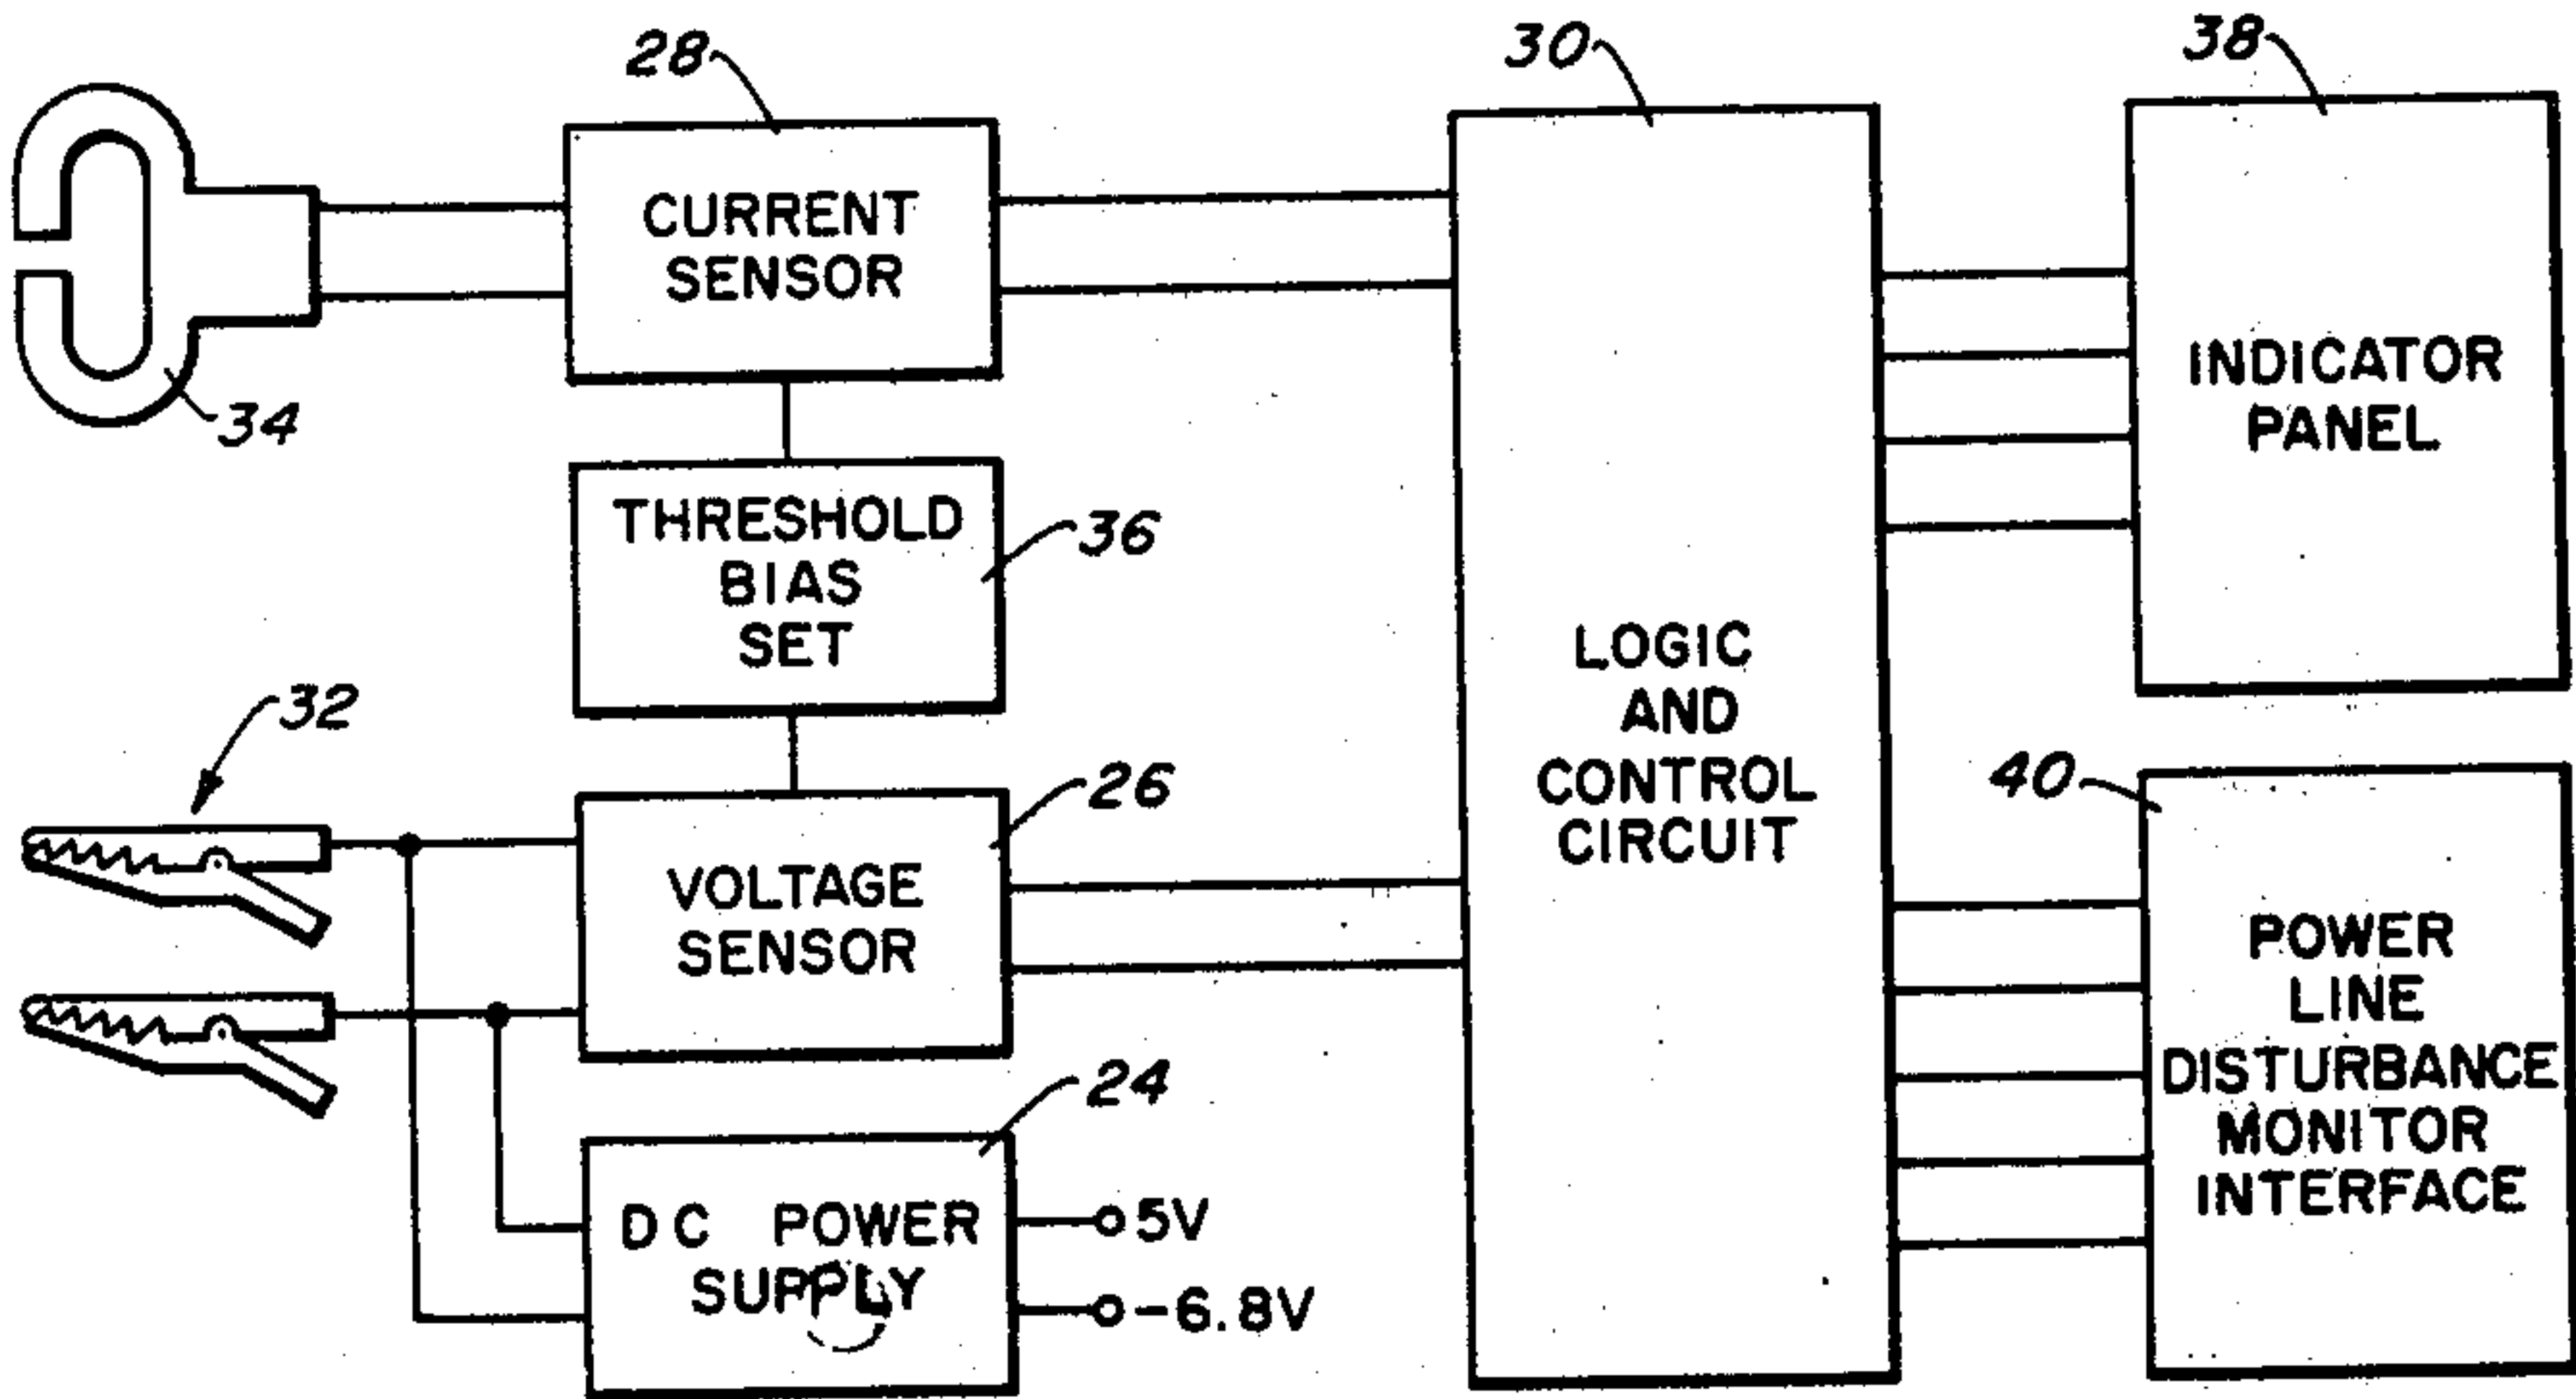 28
30
38
CURRENT
SENSOR
34
INDICATOR
PANEL
THRESHOLD
BIAS
SET
36
32
LOGIC
AND
CONTROL
CIRCUIT
26
40
VOLTAGE
SENSOR
POWER
LINE
DISTURBANCE
MONITOR
INTERFACE
24
DC POWER
SUPPLY
5V
-6.8V